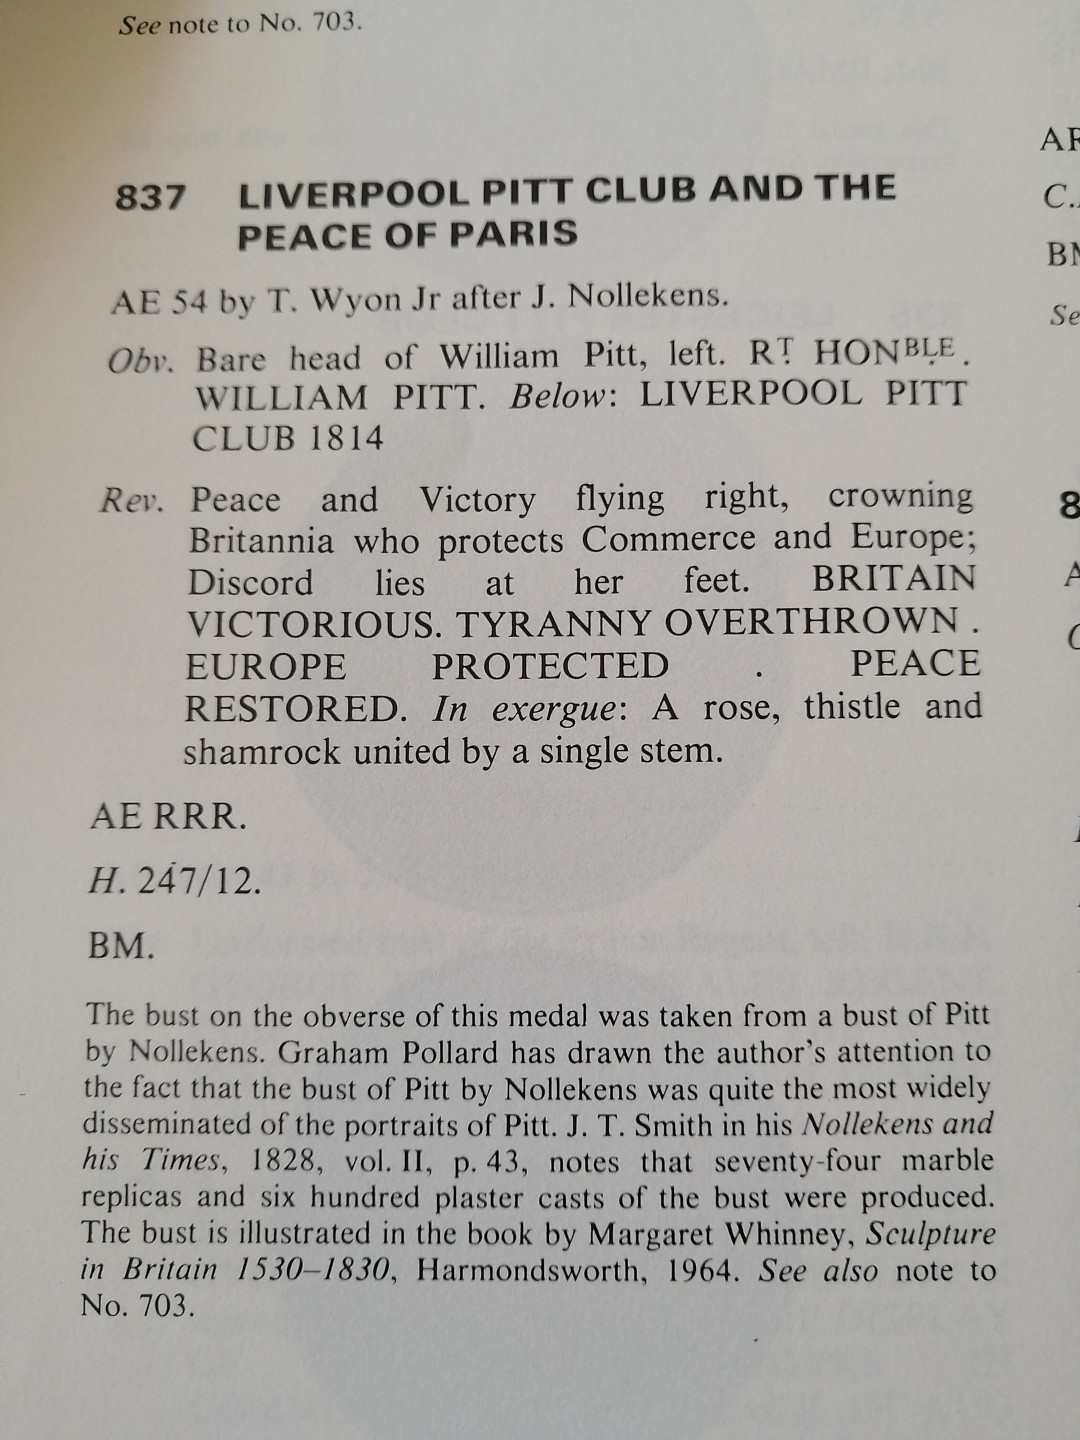 See note to No. 703.
837 LIVERPOOL PITT CLUB AND THE
PEACE OF PARIS
AE 54 by T. Wyon Jr after J. Nollekens.
Obv. Bare head of William Pitt, left. RT. HONBLE.
WILLIAM PITT. Below: LIVERPOOL PITT
CLUB 1814
Rev. Peace and Victory flying right, crowning
Britannia who protects Commerce and Europe;
Discord lies at her feet. BRITAIN
VICTORIOUS. TYRANNY OVERTHROWN .
EUROPE PROTECTED . PEACE
RESTORED. In exergue: A rose, thistle and
shamrock united by a single stem.
AE RRR.
H. 247/12.
BM.
The bust on the obverse of this medal was taken from a bust of Pitt
by Nollekens. Graham Pollard has drawn the author's attention to
the fact that the bust of Pitt by Nollekens was quite the most widely
disseminated of the portraits of Pitt. J. T. Smith in his Nollekens and
his Times, 1828, vol. II, p. 43, notes that seventy-four marble
replicas and six hundred plaster casts of the bust were produced.
The bust is illustrated in the book by Margaret Whinney, Sculpture
in Britain 1530–1830, Harmondsworth, 1964. See also note to
No. 703.